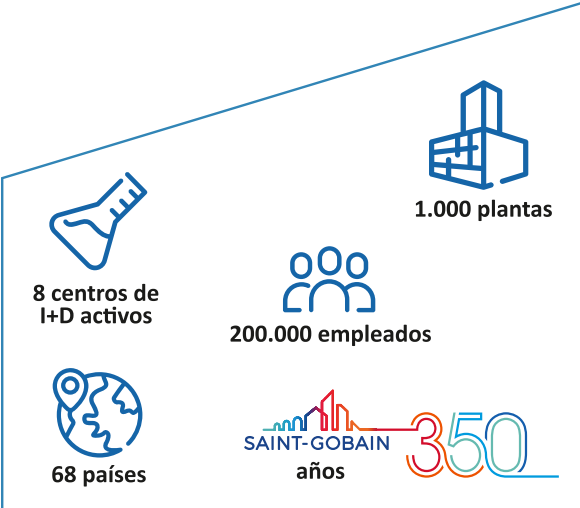 1.000 plantas
8 centros de
I+D activos
200.000 empleados
68 países
SAINT-GOBAIN 350
años